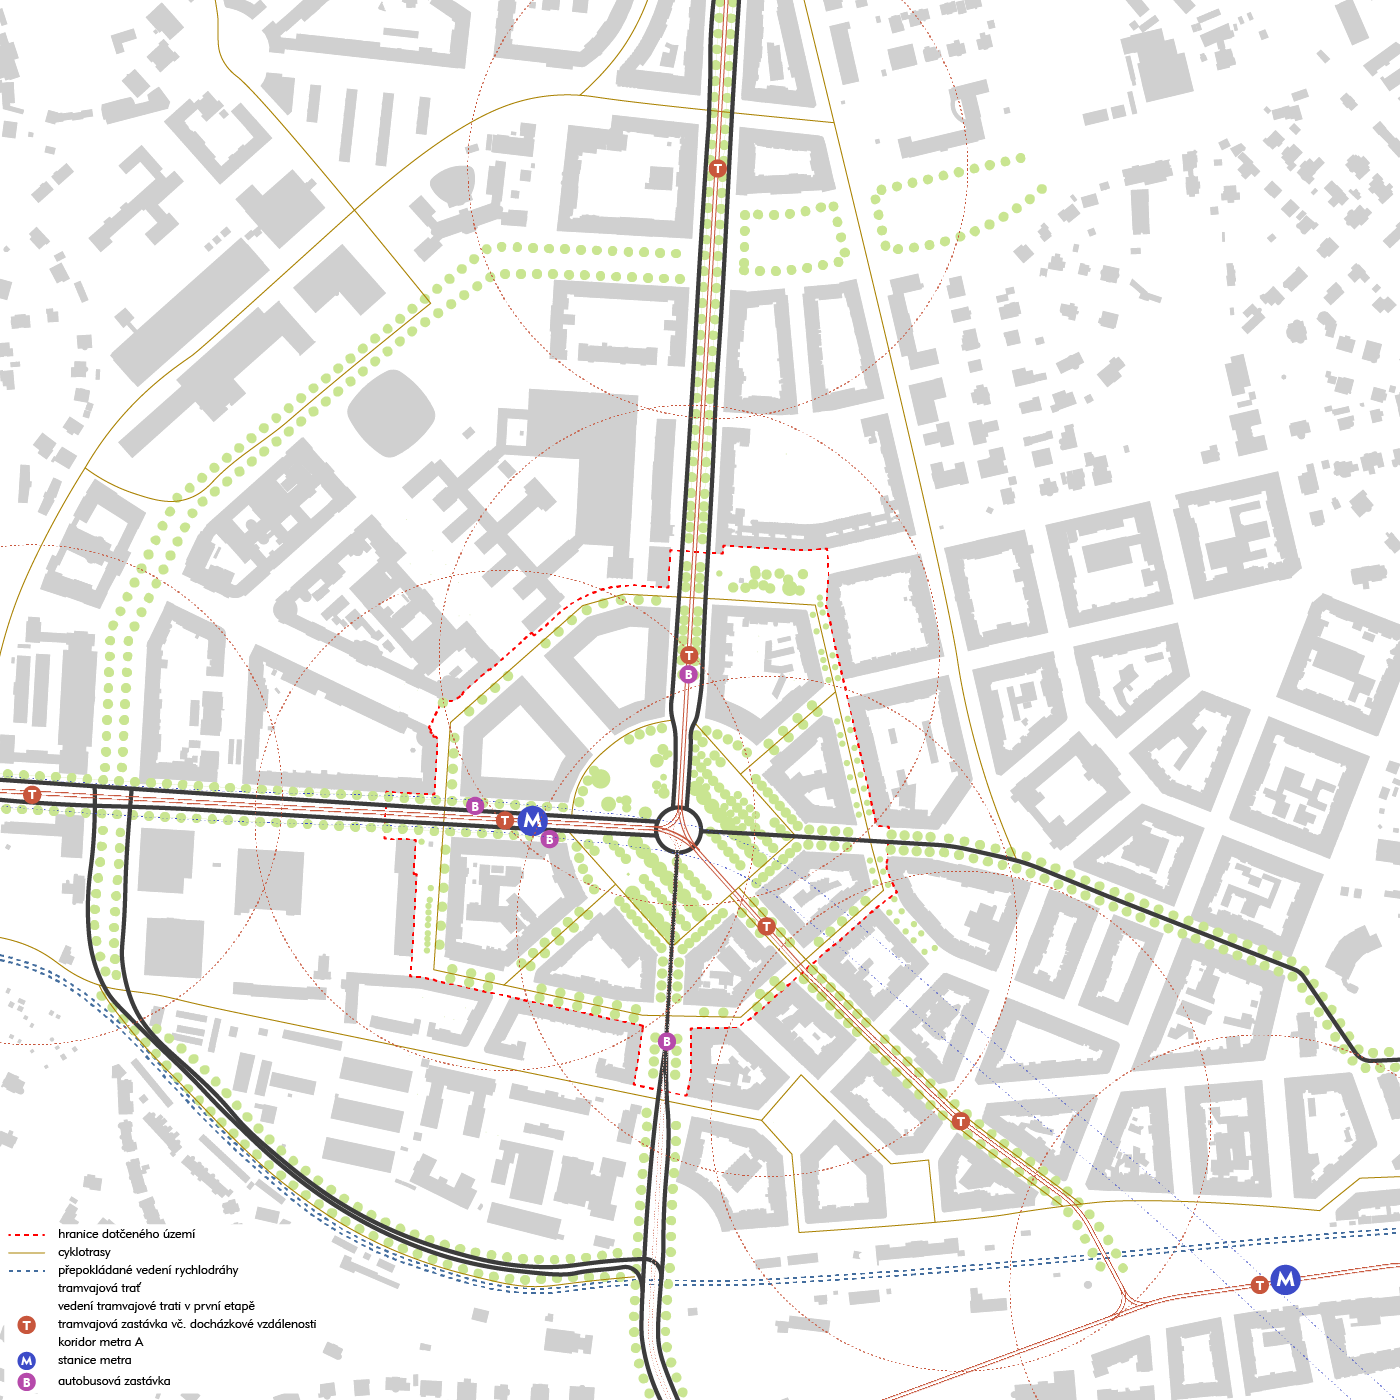 T
T
B
T
B
T
M
B
T
B
T
T
M
hranice dotčeného území
cyklotrasy
přepokládané vedení rychlodráhy
tramvajová trať
vedení tramvajové trati v první etapě
T tramvajová zastávka vč. docházkové vzdálenosti
koridor metra A
M stanice metra
B autobusová zastávka